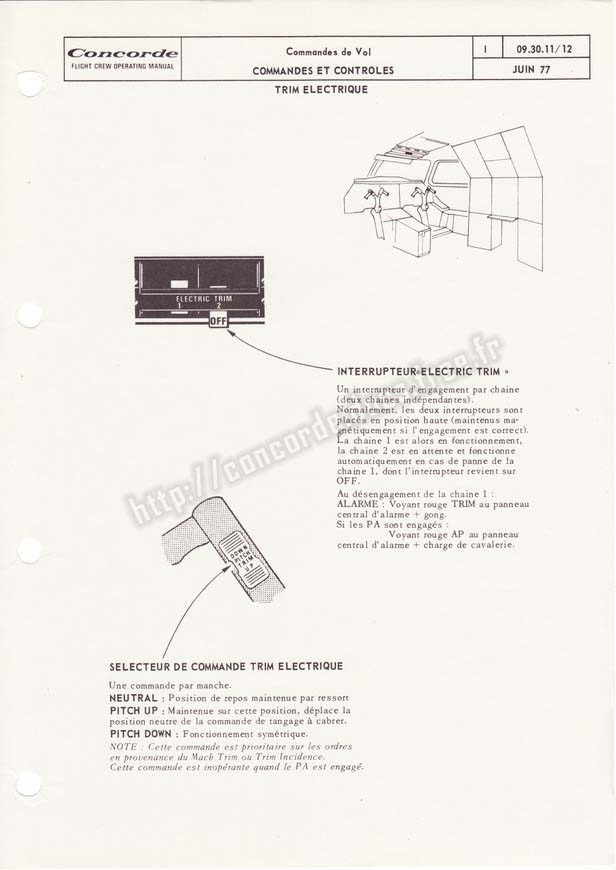 Concorde
FLIGHT CREW OPERATING MANUAL
Commandes de Vol
COMMANDES ET CONTROLES
I
09.30.11/12
JUIN 77
TRIM ELECTRIQUE
ELECTRIC TRIM
1 2
OFF
INTERRUPTEUR«ELECTRIC TRIM »
Un interrupteur d'engagement par chaine
(deux chaines indépendantes).
Normalement, les deux interrupteurs sont
placés en position haute (maintenus ma-
gnétiquement si l'engagement est correct).
La chaine 1 est alors en fonctionnement,
la chaine 2 est en attente et fonctionne
automatiquement en cas de panne de la
chaine 1, dont l'interrupteur revient sur
OFF.
Au désengagement de la chaine 1 :
ALARME : Voyant rouge TRIM au panneau
central d'alarme + gong.
Si les PA sont engagés :
Voyant rouge AP au panneau
central d'alarme + charge de cavalerie.
DOWN
PITCH
TRIM
UP
SELECTEUR DE COMMANDE TRIM ELECTRIQUE
Une commande par manche.
NEUTRAL : Position de repos maintenue par ressort
PITCH UP : Maintenue sur cette position, déplace la
position neutre de la commande de tangage à cabrer.
PITCH DOWN : Fonctionnement symétrique.
NOTE : Cette commande est prioritaire sur les ordres
en provenance du Mach Trim ou Trim Incidence.
Cette commande est inopérante quand le PA est engagé.